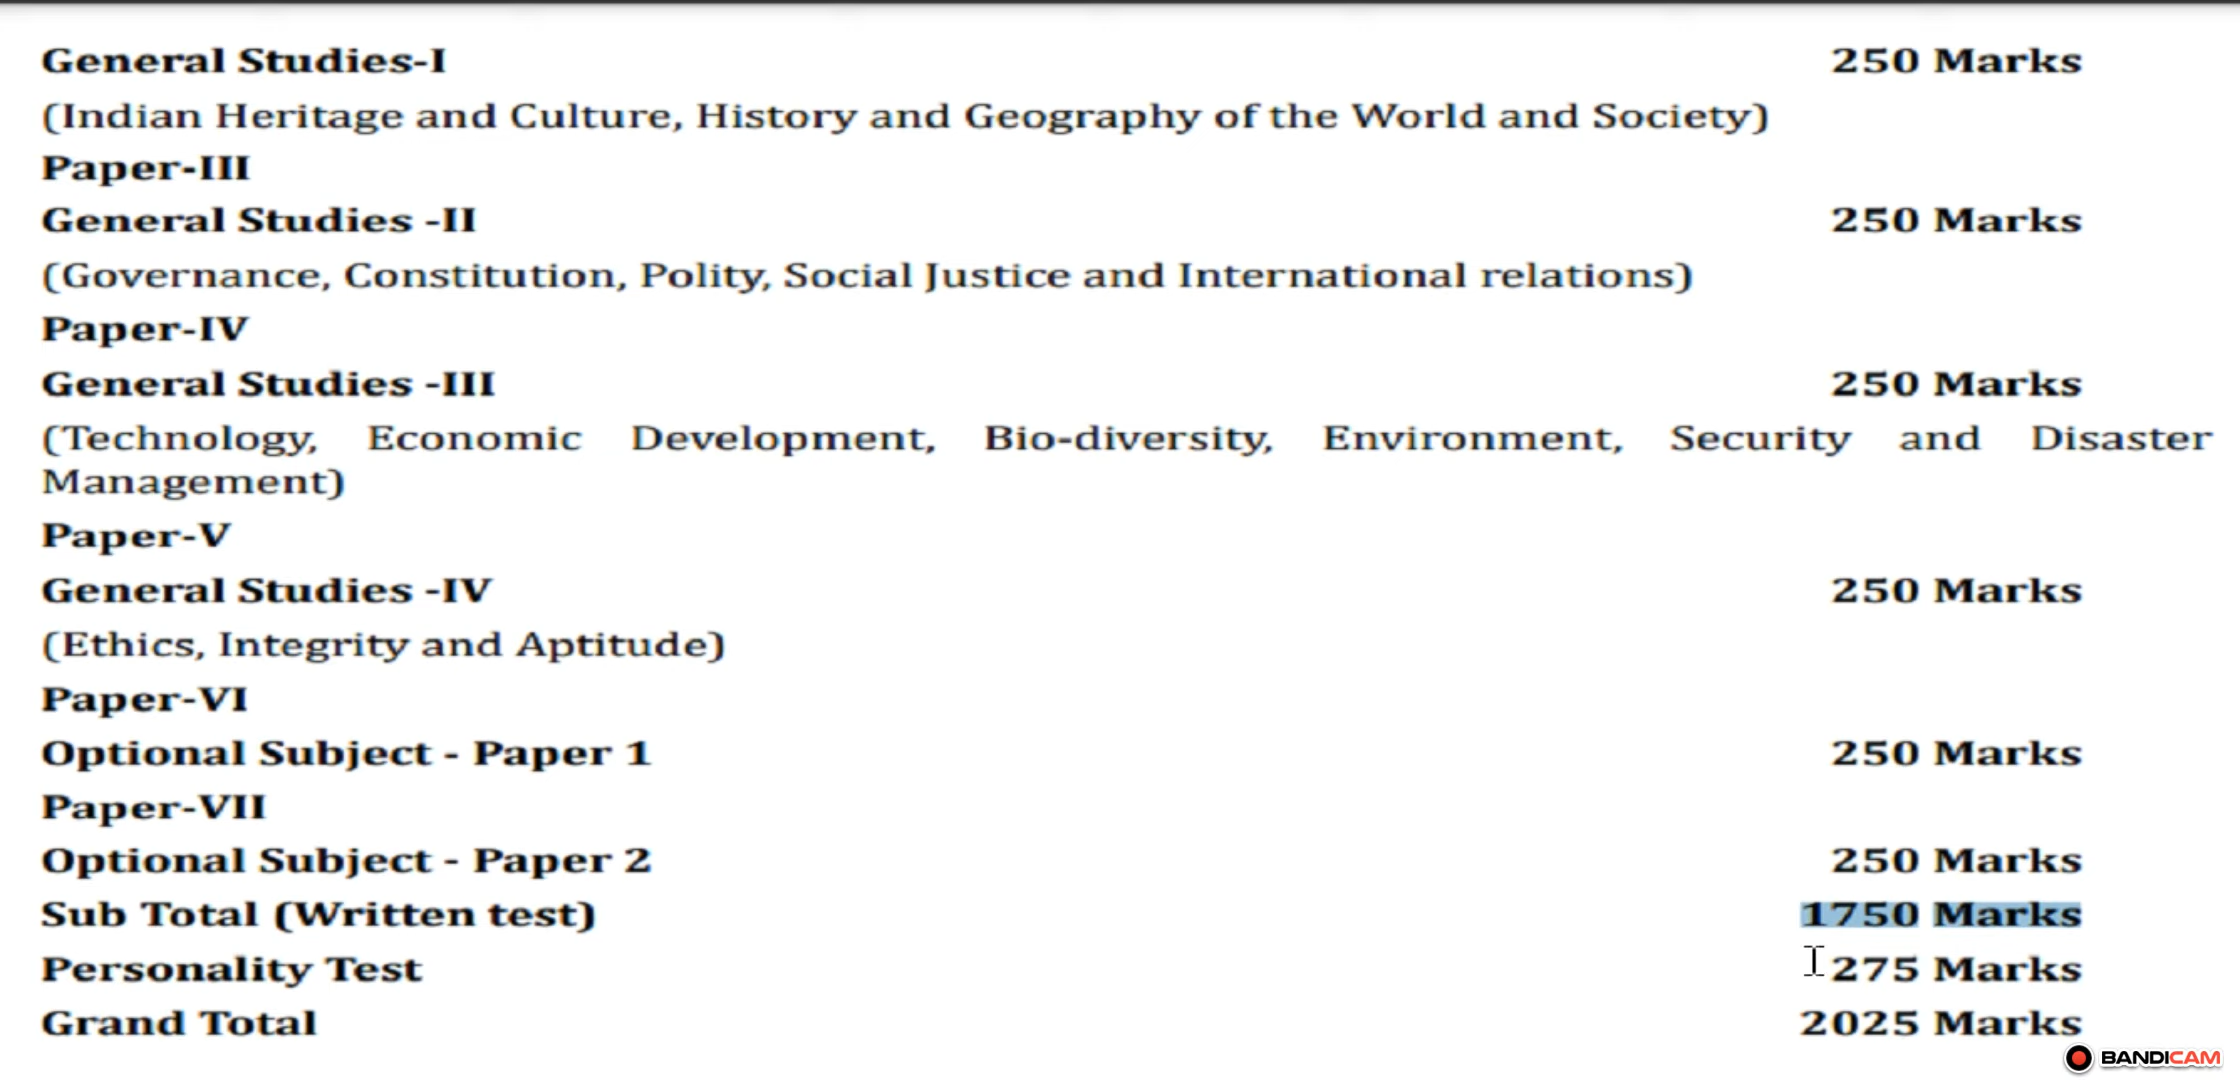 General Studies-I 250 Marks
(Indian Heritage and Culture, History and Geography of the World and Society)
Paper-III
General Studies -II 250 Marks
(Governance, Constitution, Polity, Social Justice and International relations)
Paper-IV
General Studies -III 250 Marks
(Technology, Economic Development, Bio-diversity, Environment, Security and Disaster
Management)
Paper-V
General Studies -IV 250 Marks
(Ethics, Integrity and Aptitude)
Paper-VI
Optional Subject - Paper 1 250 Marks
Paper-VII
Optional Subject - Paper 2 250 Marks
Sub Total (Written test) 1750 Marks
Personality Test 275 Marks
Grand Total 2025 Marks
BANDICAM